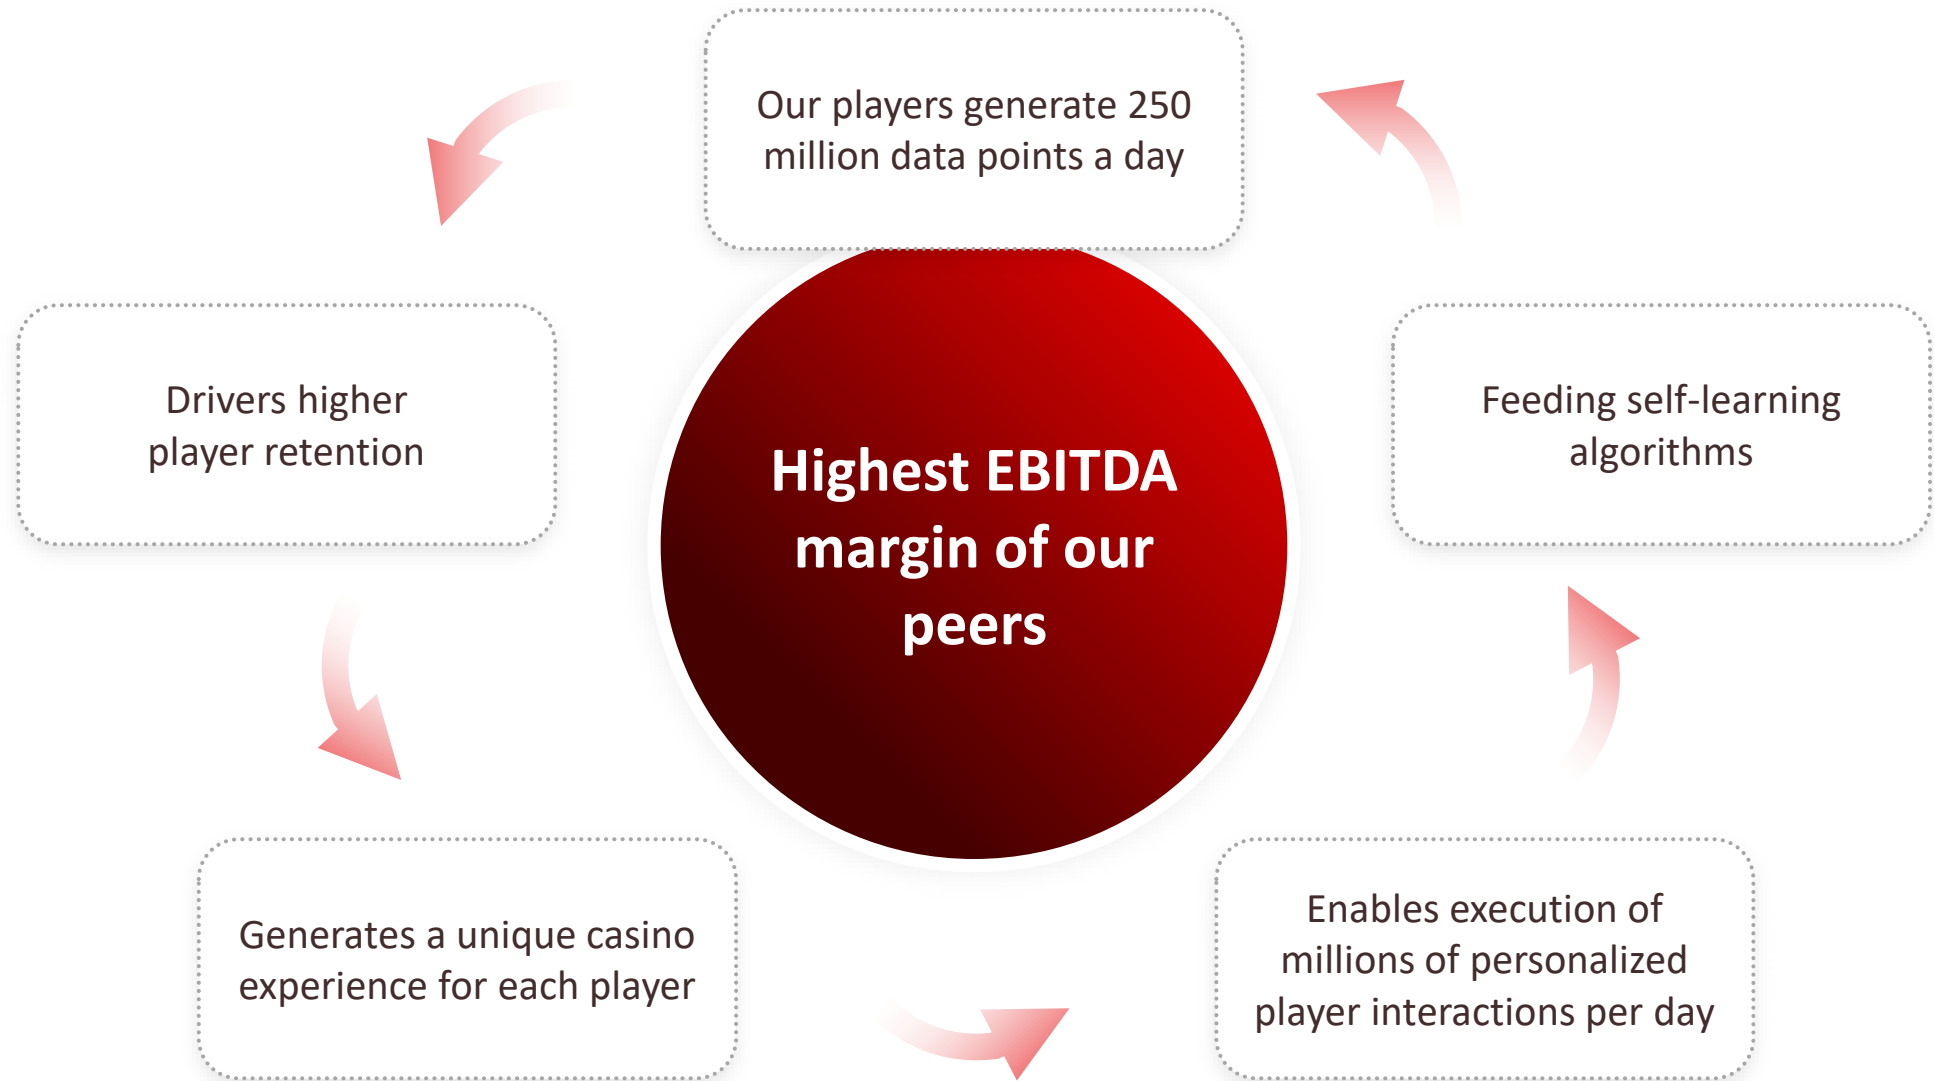 Our players generate 250
million data points a day
Drivers higher
player retention
Feeding self-learning
algorithms
Highest EBITDA
margin of our
peers
Generates a unique casino
experience for each player
Enables execution of
millions of personalized
player interactions per day